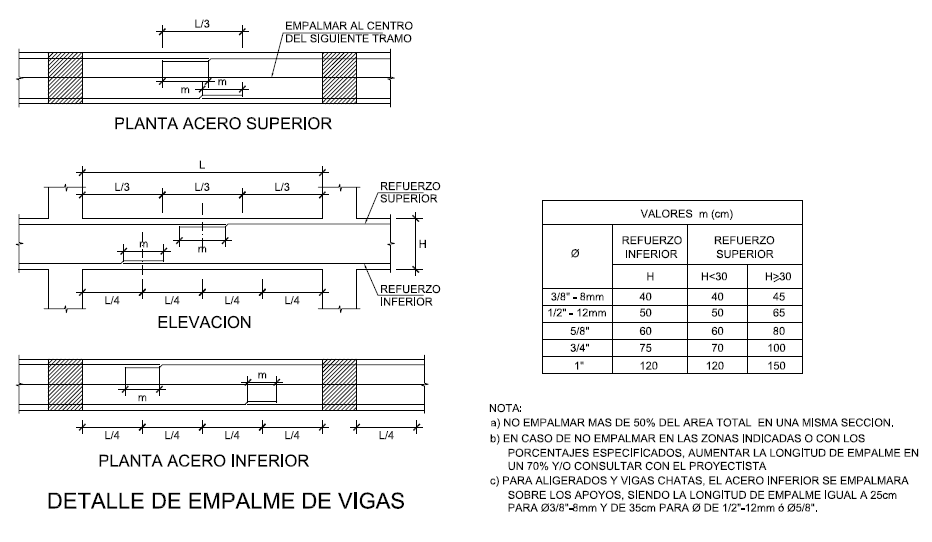 L/3
EMPALMAR AL CENTRO
DEL SIGUIENTE TRAMO
m
m
PLANTA ACERO SUPERIOR
L
L/3
L/3
L/3
REFUERZO
SUPERIOR
m
m
H
REFUERZO
INFERIOR
L/4
L/4
L/4
L/4
ELEVACION
m
m
L/4
L/4
L/4
L/4
L/4
PLANTA ACERO INFERIOR
DETALLE DE EMPALME DE VIGAS
VALORES m (cm)
Ø REFUERZO INFERIOR REFUERZO SUPERIOR
H H<30 H≥30
3/8" - 8mm 40 40 45
1/2" - 12mm 50 50 65
5/8" 60 60 80
3/4" 75 70 100
1" 120 120 150
NOTA:
a) NO EMPALMAR MAS DE 50% DEL AREA TOTAL EN UNA MISMA SECCION.
b) EN CASO DE NO EMPALMAR EN LAS ZONAS INDICADAS O CON LOS
PORCENTAJES ESPECIFICADOS, AUMENTAR LA LONGITUD DE EMPALME EN
UN 70% Y/O CONSULTAR CON EL PROYECTISTA
c) PARA ALIGERADOS Y VIGAS CHATAS, EL ACERO INFERIOR SE EMPALMARA
SOBRE LOS APOYOS, SIENDO LA LONGITUD DE EMPALME IGUAL A 25cm
PARA Ø3/8"-8mm Y DE 35cm PARA Ø DE 1/2"-12mm ó Ø5/8".